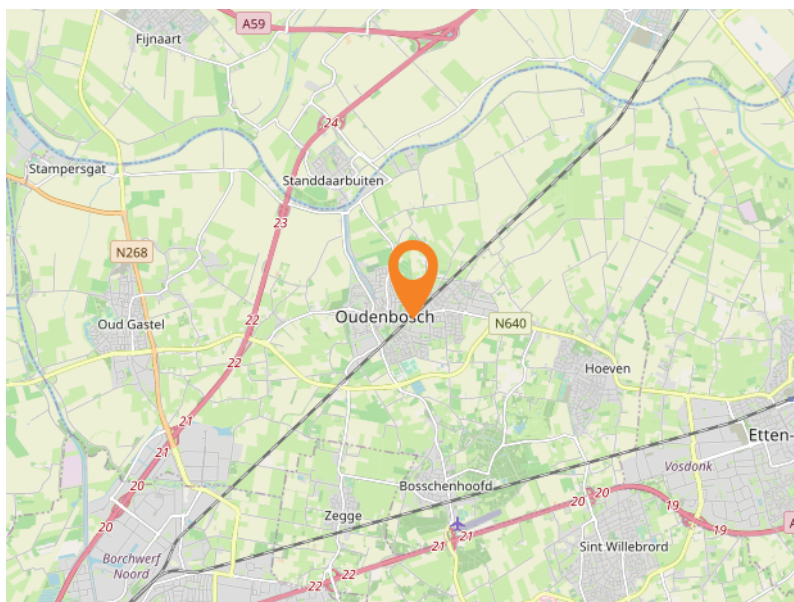 A59
Fijnaart
24
Stampersgat
Standdaarbuiten
23
N268
Oudenbosch
22
Oud Gastel
N640
22
Hoeven
21
21
Etten-
Vosdonk
20
Bosschenhoofd
20
20
19
20
Zegge
19
21
21
Sint Willebrord
Borchwerf
Noord
22
22